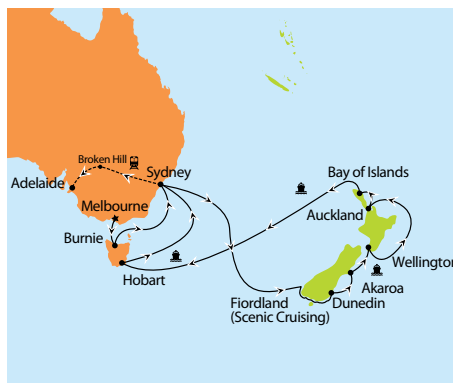 Broken Hill
Sydney
Adelaide
Melbourne
Burnie
Hobart
Bay of Islands
Auckland
Wellington
Akaroa
Dunedin
Fiordland
(Scenic Cruising)